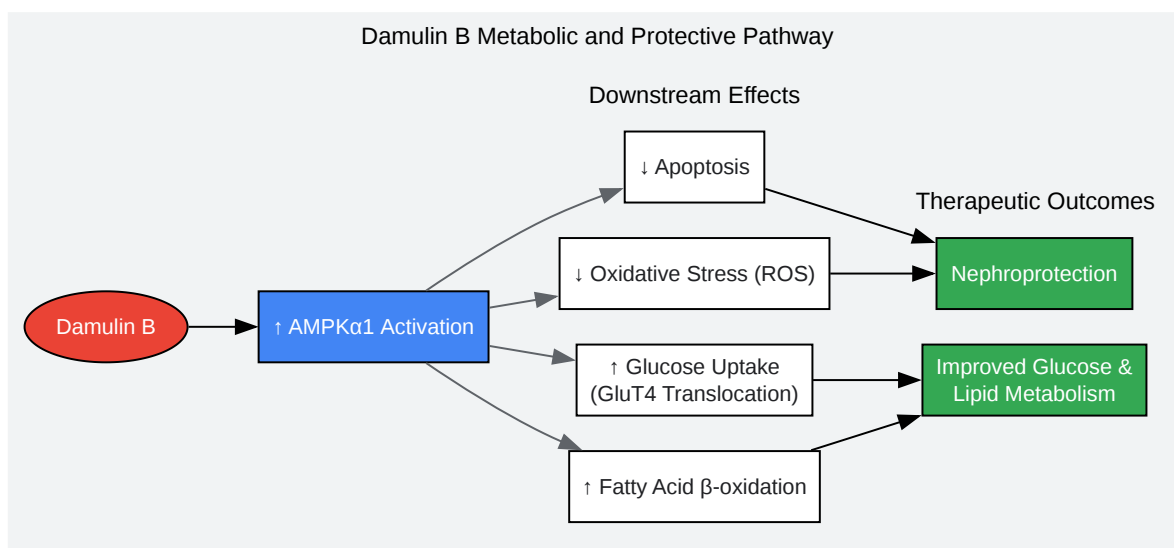 Damulin B Metabolic and Protective Pathway
Downstream Effects
↓ Apoptosis
Therapeutic Outcomes
↓ Oxidative Stress (ROS)
Nephroprotection
Damulin B
↑ AMPKα1 Activation
↑ Glucose Uptake
(GluT4 Translocation)
Improved Glucose &
Lipid Metabolism
↑ Fatty Acid β-oxidation